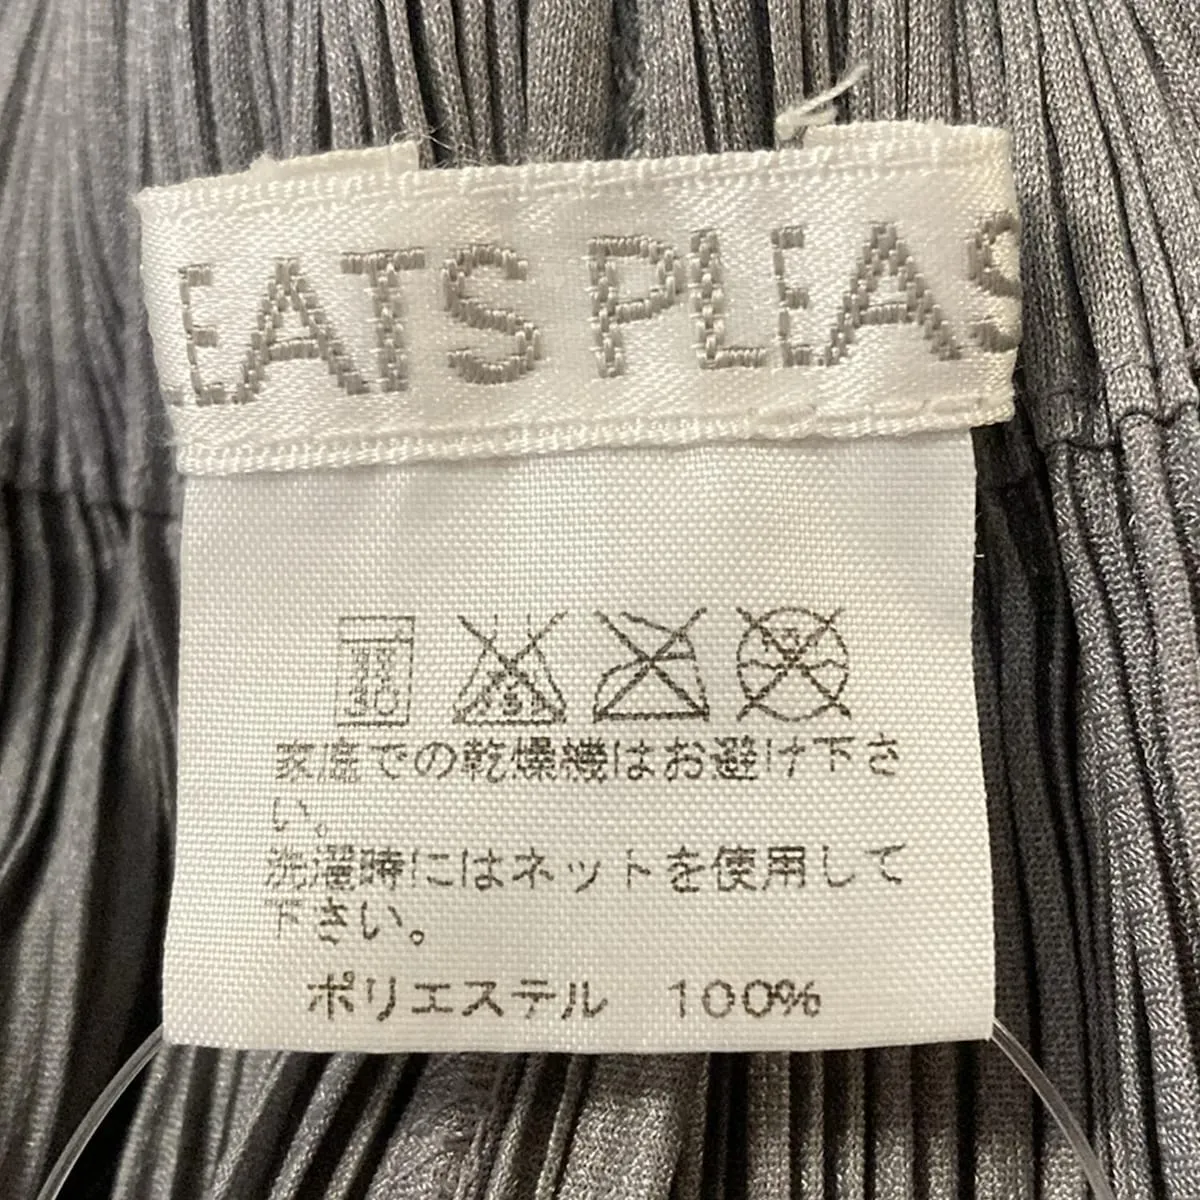 LEATS PLEAS
家庭での乾燥機はお避け下さ
い。
洗濯時にはネットを使用して
下さい。
ポリエステル 100%